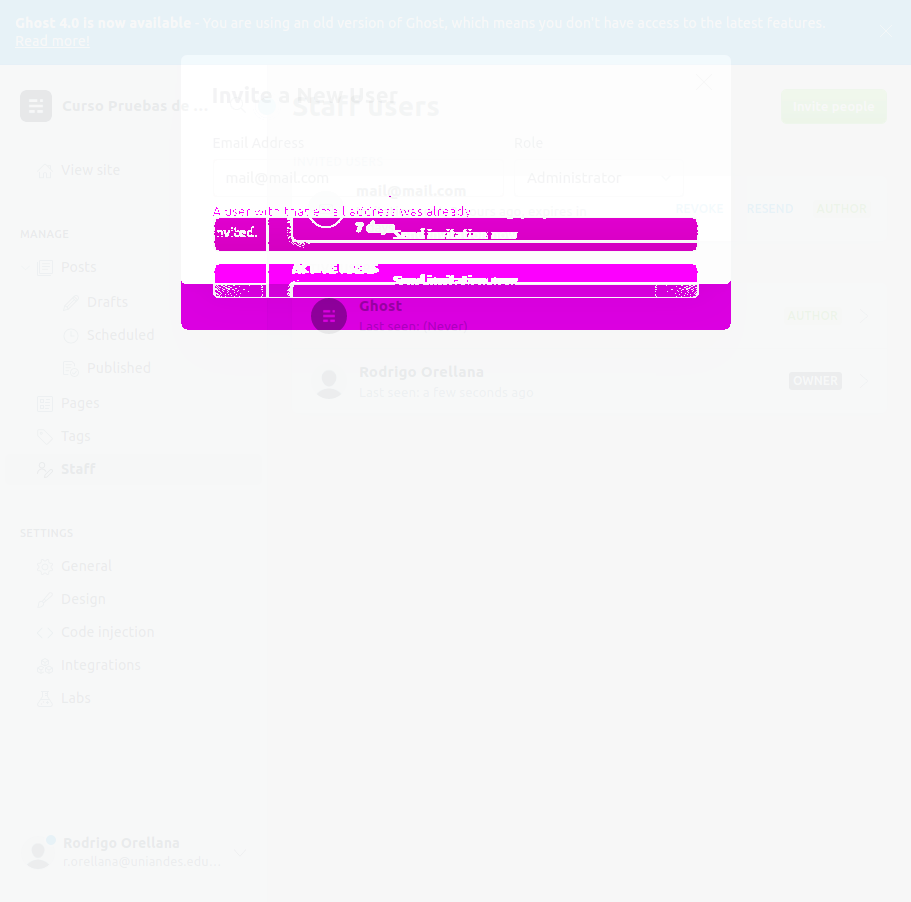 Ghost 4.0 is now available - You are using an old version of Ghost, which means you don't have access to the latest features.
Read more!
Curso Pruebas de ...
View site
MANAGE
Posts
Drafts
Scheduled
Published
Pages
Tags
Staff
SETTINGS
General
Design
Code injection
Integrations
Labs
Rodrigo Orellana
r.orellana@uniandes.edu...
Invite a New User
Staff users
Invite people
Email Address
Role
mail@mail.com
Administrator
mail@mail.com
A user with that email address was already
invited.
REVOKE
RESEND
AUTHOR
7 days
Send invitation now
Active users
Send invitation now
Ghost
Last seen: (Never)
AUTHOR
Rodrigo Orellana
Last seen: a few seconds ago
OWNER